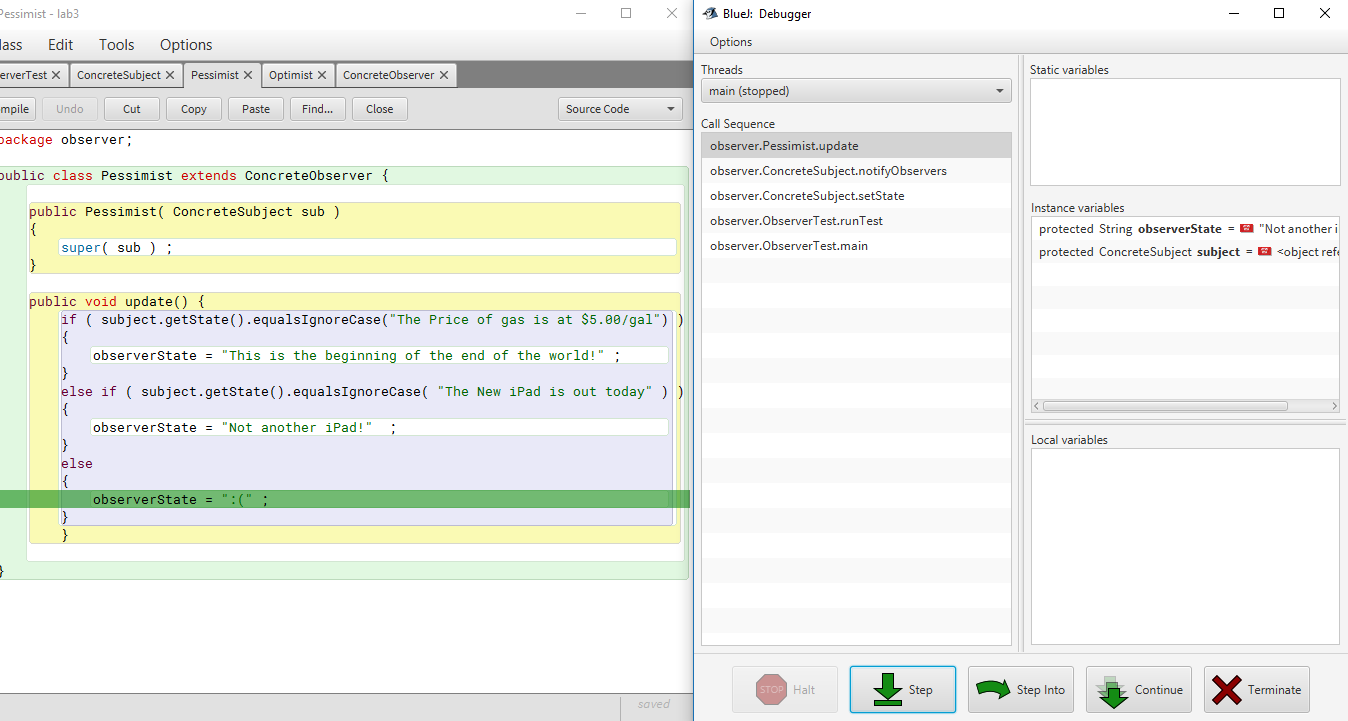 Pessimist - lab3
lass Edit Tools Options
erverTest ConcreteSubject Pessimist Optimist ConcreteObserver
mpile Undo Cut Copy Paste Find... Close Source Code
package observer;
public class Pessimist extends ConcreteObserver {
public Pessimist( ConcreteSubject sub )
{
super( sub ) ;
}
public void update() {
if ( subject.getState().equalsIgnoreCase("The Price of gas is at $5.00/gal") )
{
observerState = "This is the beginning of the end of the world!" ;
}
else if ( subject.getState().equalsIgnoreCase( "The New iPad is out today" ) )
{
observerState = "Not another iPad!"  ;
}
else
{
observerState = ":(" ;
}
}
}
saved
BlueJ: Debugger
Options
Threads
main (stopped)
Call Sequence
observer.Pessimist.update
observer.ConcreteSubject.notifyObservers
observer.ConcreteSubject.setState
observer.ObserverTest.runTest
observer.ObserverTest.main
Static variables
Instance variables
protected String observerState = "Not another i
protected ConcreteSubject subject = <object refe
Local variables
STOP Halt Step Step Into Continue Terminate